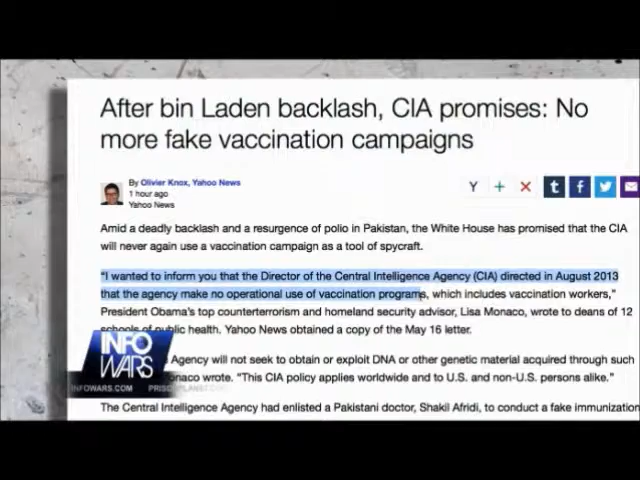 After bin Laden backlash, CIA promises: No
more fake vaccination campaigns
By Olivier Knox, Yahoo News
1 hour ago
Yahoo News
Y + × t f
Amid a deadly backlash and a resurgence of polio in Pakistan, the White House has promised that the CIA
will never again use a vaccination campaign as a tool of spycraft.
“I wanted to inform you that the Director of the Central Intelligence Agency (CIA) directed in August 2013
that the agency make no operational use of vaccination programs, which includes vaccination workers,”
President Obama's top counterterrorism and homeland security advisor, Lisa Monaco, wrote to deans of 12
schools of public health. Yahoo News obtained a copy of the May 16 letter.
Agency will not seek to obtain or exploit DNA or other genetic material acquired through such
Monaco wrote. “This CIA policy applies worldwide and to U.S. and non-U.S. persons alike.”
The Central Intelligence Agency had enlisted a Pakistani doctor, Shakil Afridi, to conduct a fake immunization
INFO
WARS
INFOWARS.COM